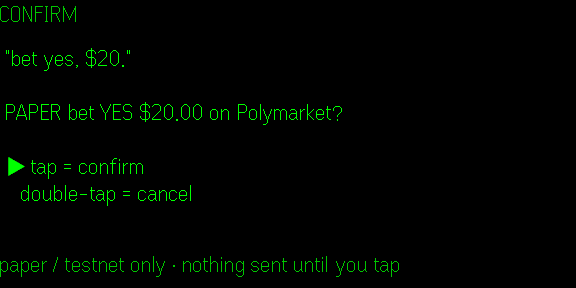 CONFIRM
"bet yes, $20."
PAPER bet YES $20.00 on Polymarket?
▶ tap = confirm
double-tap = cancel
paper / testnet only · nothing sent until you tap